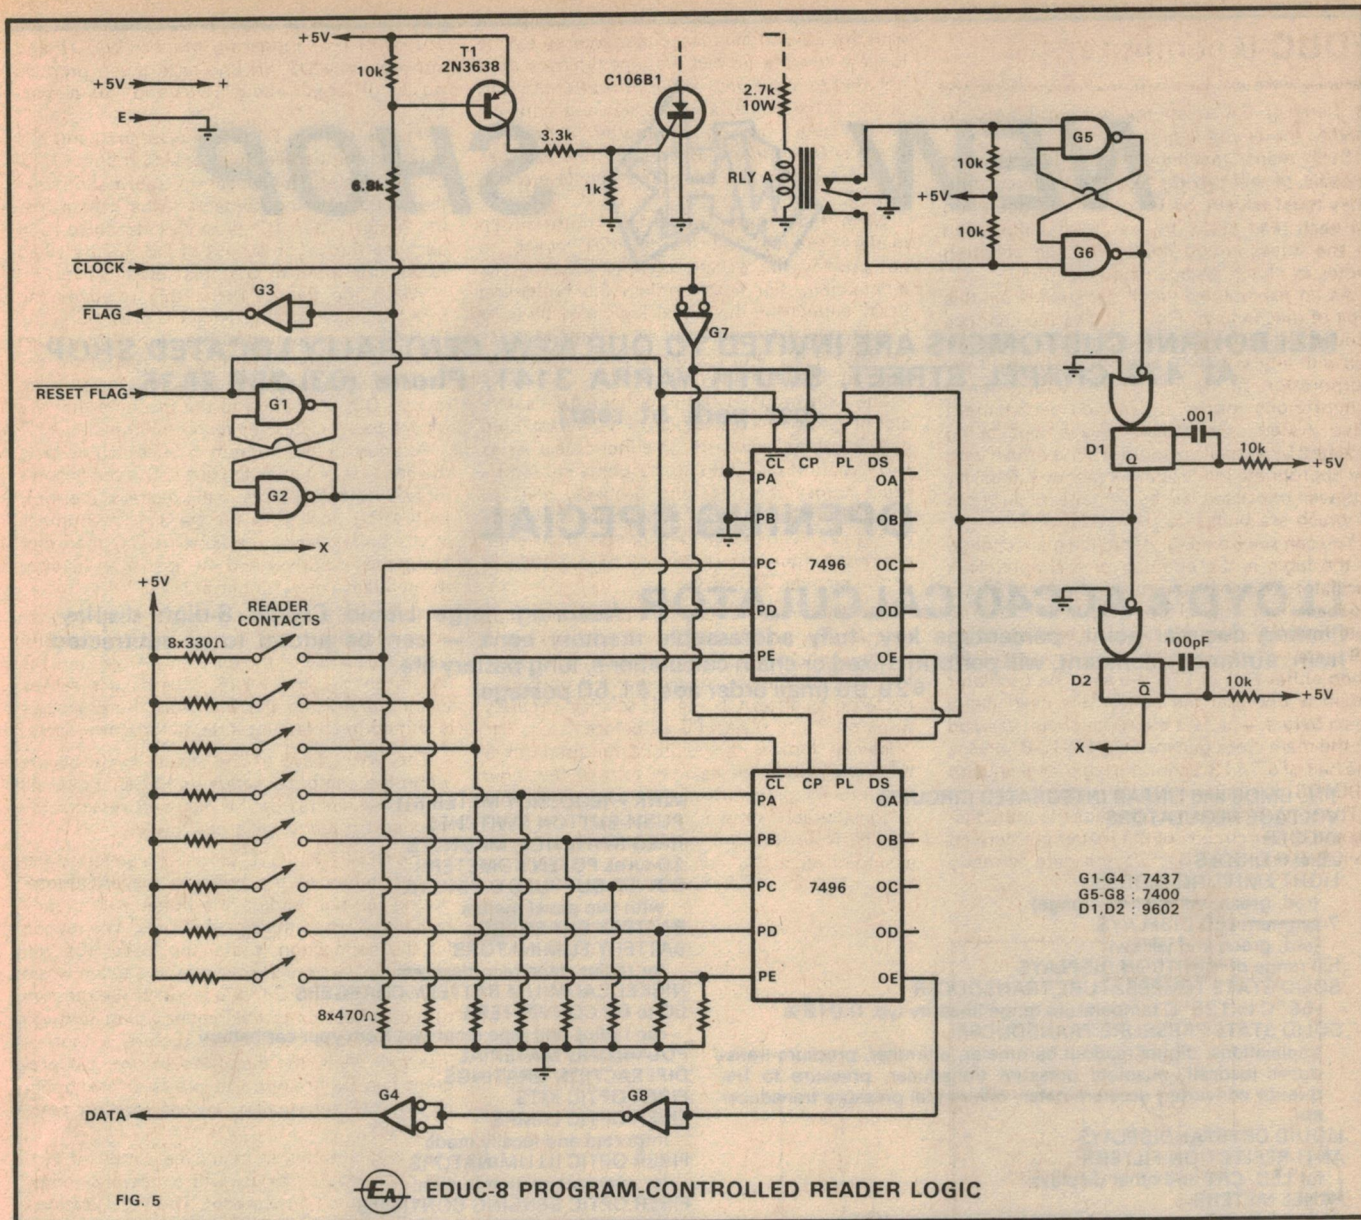 +5V
T1
2N3638
C106B1
10k
+5V
+
E
2.7k
10W
G5
3.3k
10k
RLY A
6.8k
1k
+5V
10k
G6
CLOCK
G3
FLAG
G7
RESET FLAG
G1
.001
D1
Q
10k
+5V
CL CP PL DS
PA OA
G2
PB OB
X
7496
PC OC
+5V
READER
CONTACTS
PD OD
8x330Ω
PE OE
100pF
D2
Q
10k
+5V
X
CL CP PL DS
PA OA
PB OB
7496
PC OC
G1-G4 : 7437
G5-G8 : 7400
D1,D2 : 9602
PD OD
PE OE
8x470Ω
G4
G8
DATA
FIG. 5
EA EDUC-8 PROGRAM-CONTROLLED READER LOGIC